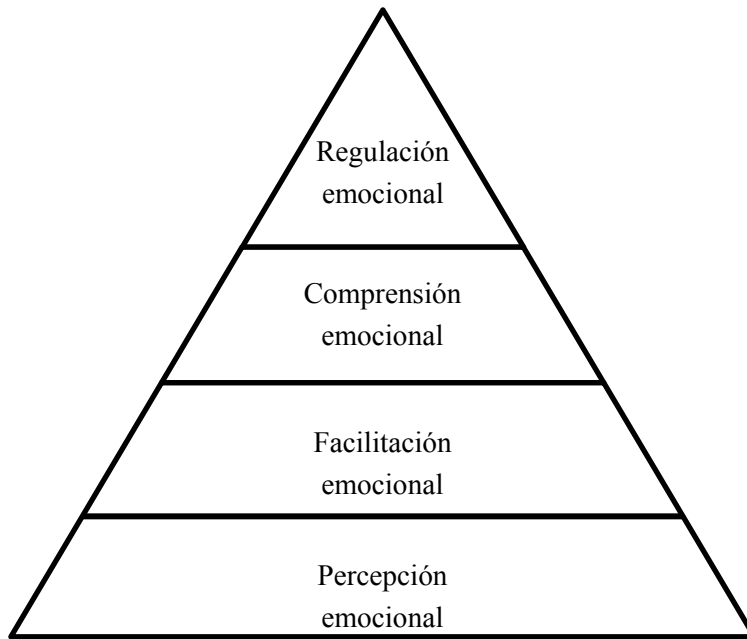 Regulación
emocional
Comprensión
emocional
Facilitación
emocional
Percepción
emocional